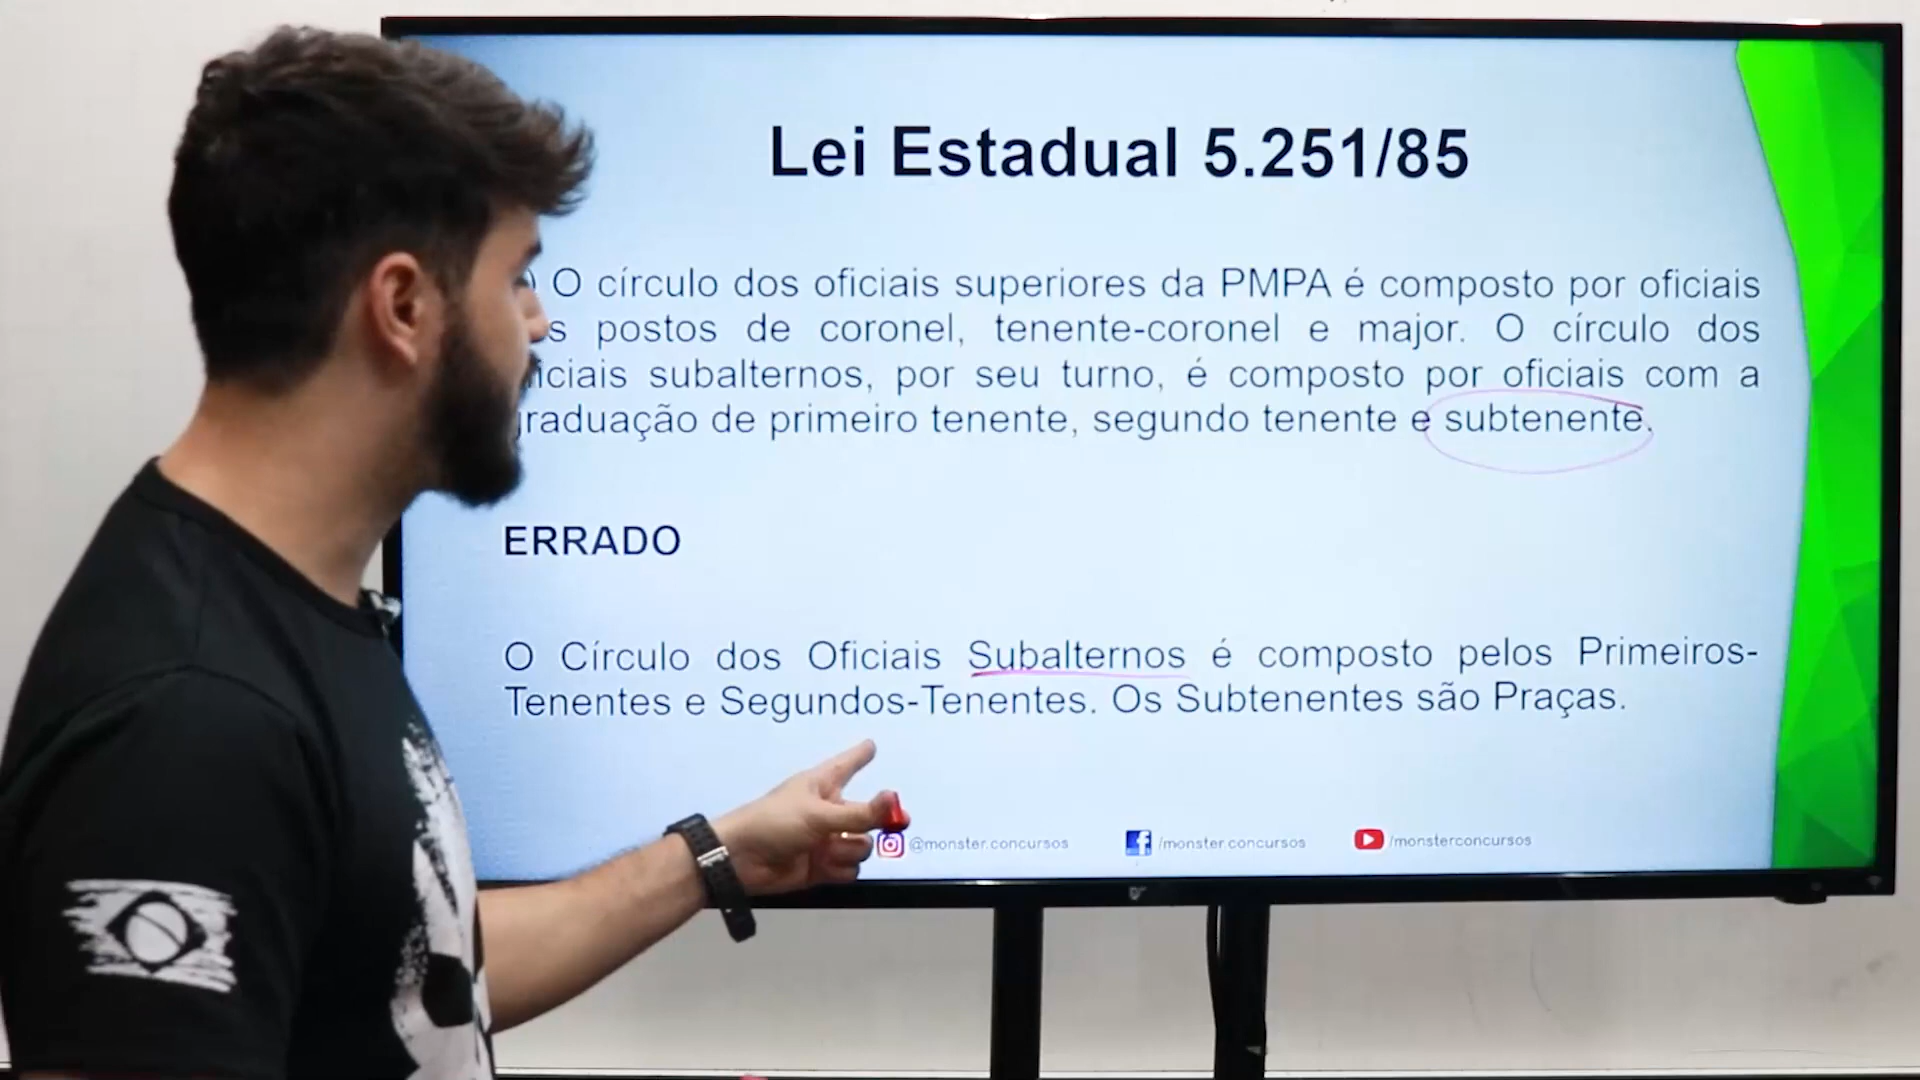 Lei Estadual 5.251/85
O círculo dos oficiais superiores da PMPA é composto por oficiais
postos de coronel, tenente-coronel e major. O círculo dos
subalternos, por seu turno, é composto por oficiais com a
de primeiro tenente, segundo tenente e subtenente.
ERRADO
O Círculo dos Oficiais Subalternos é composto pelos Primeiros-
Tenentes e Segundos-Tenentes. Os Subtenentes são Praças.
@monster.concursos /monster.concursos /monsterconcursos